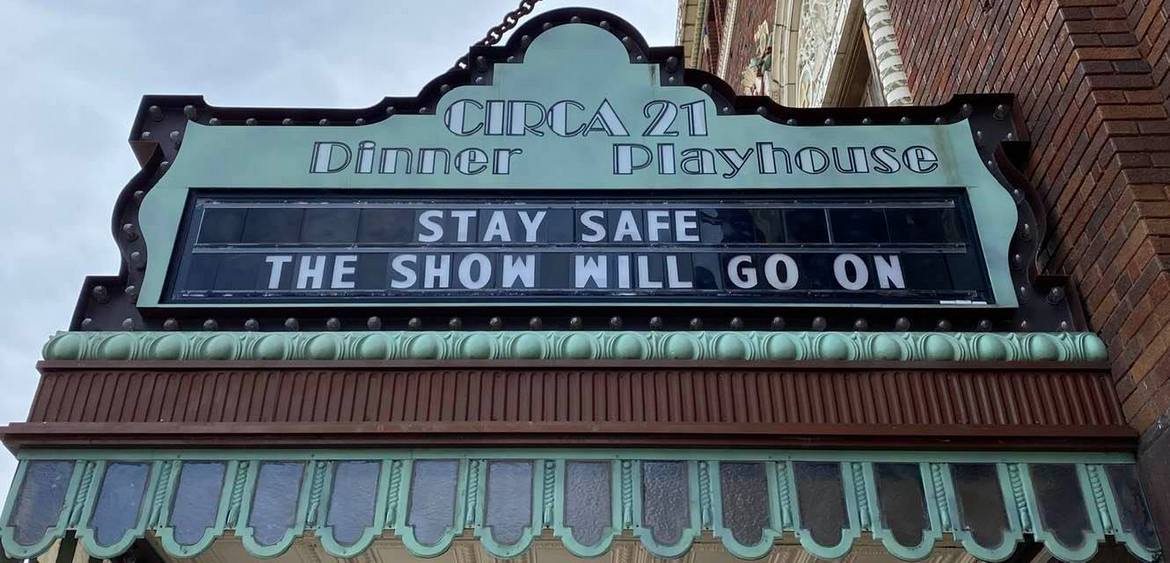 CIRCA 21
Dinner Playhouse
STAY SAFE
THE SHOW WILL GO ON